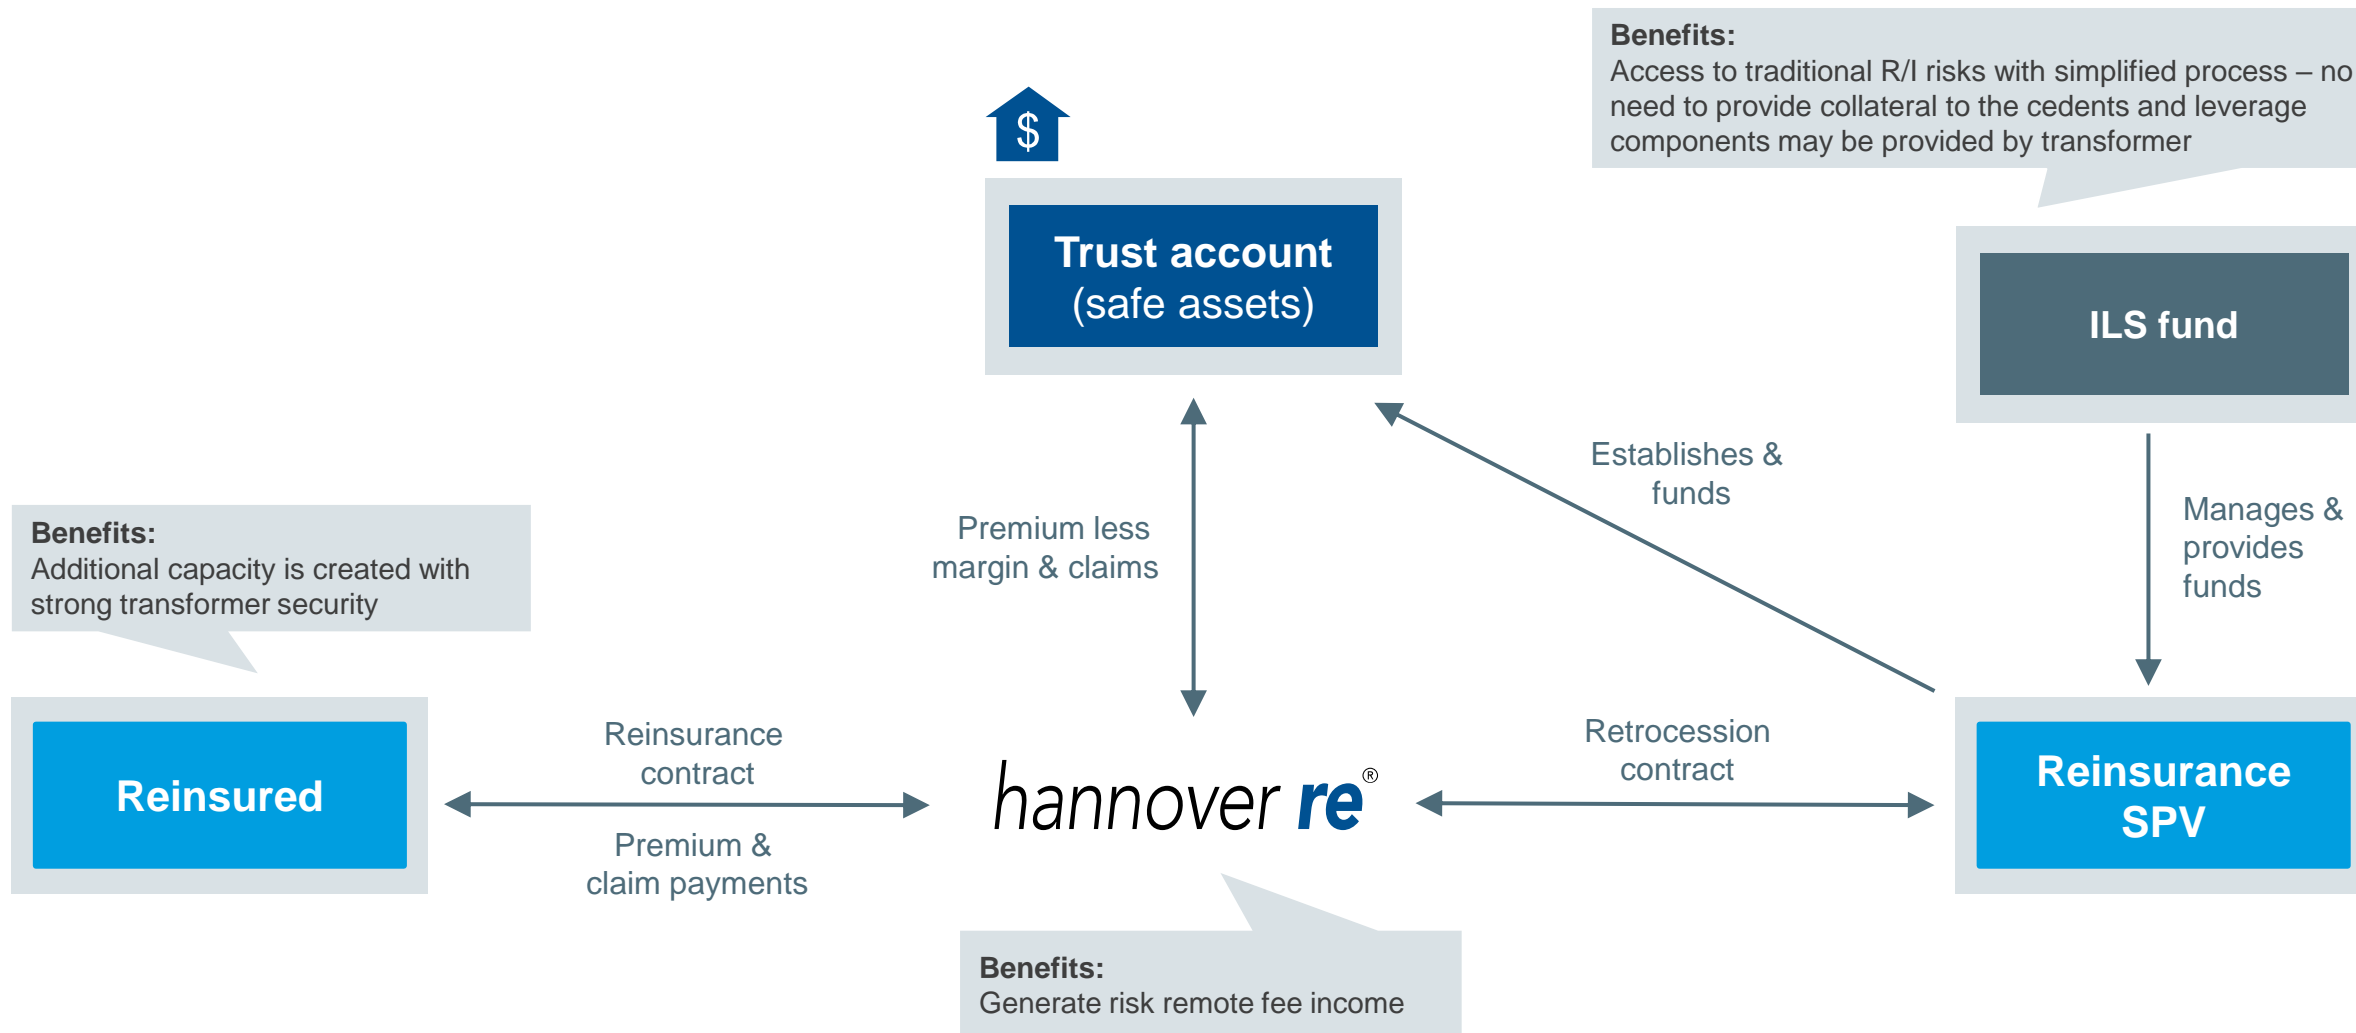 Benefits:
Access to traditional R/I risks with simplified process – no
need to provide collateral to the cedents and leverage
components may be provided by transformer
$
Trust account
(safe assets)
ILS fund
Establishes &
funds
Manages &
provides
funds
Premium less
margin & claims
Benefits:
Additional capacity is created with
strong transformer security
Reinsured
Reinsurance
contract
Premium &
claim payments
hannover re®
Retrocession
contract
Reinsurance
SPV
Benefits:
Generate risk remote fee income